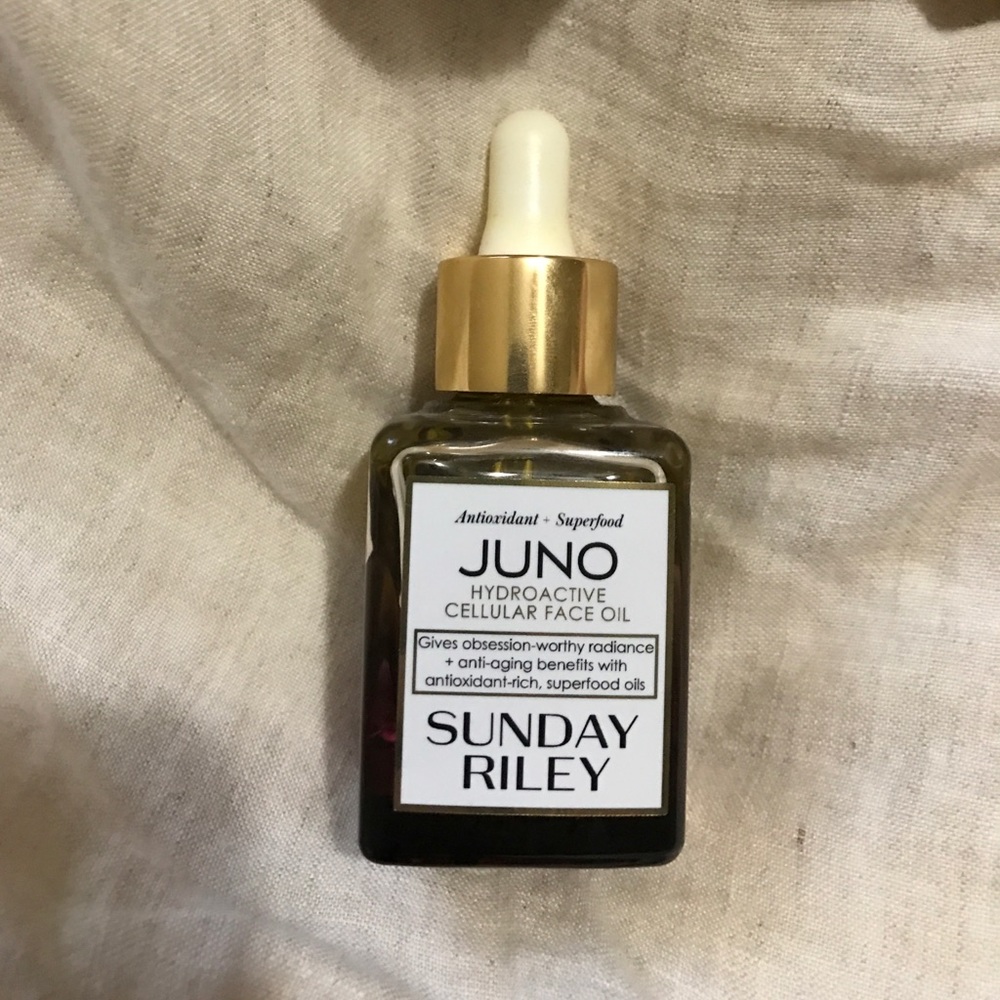 Antioxidant + Superfood
JUNO
HYDROACTIVE
CELLULAR FACE OIL
Gives obsession-worthy radiance
+ anti-aging benefits with
antioxidant-rich, superfood oils
SUNDAY
RILEY